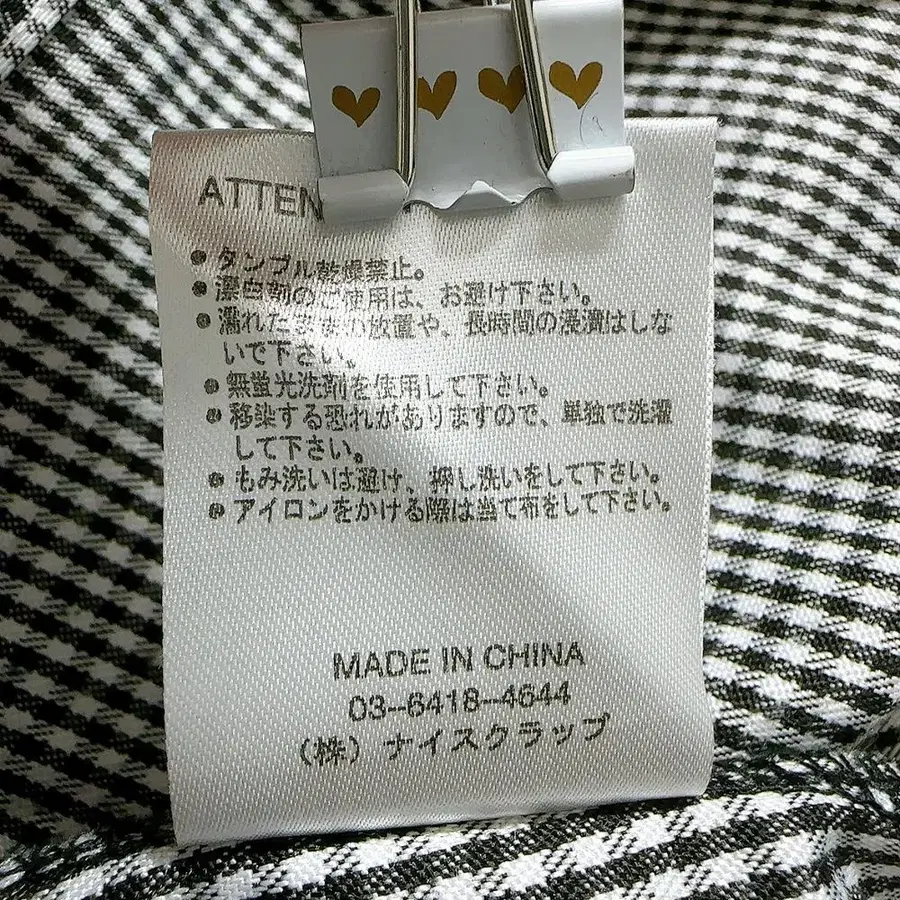 ATTEN
●タンブル乾燥禁止。
●漂白剤のご使用は、お避け下さい。
●濡れたままの放置や、長時間の浸漬はしな
いで下さい。
●無蛍光洗剤を使用して下さい。
●移染する恐れがありますので、単独で洗濯
して下さい。
●もみ洗いは避け、押し洗いをして下さい。
●アイロンをかける際は当て布をして下さい。
MADE IN CHINA
03-6418-4644
（株）ナイスクラップ